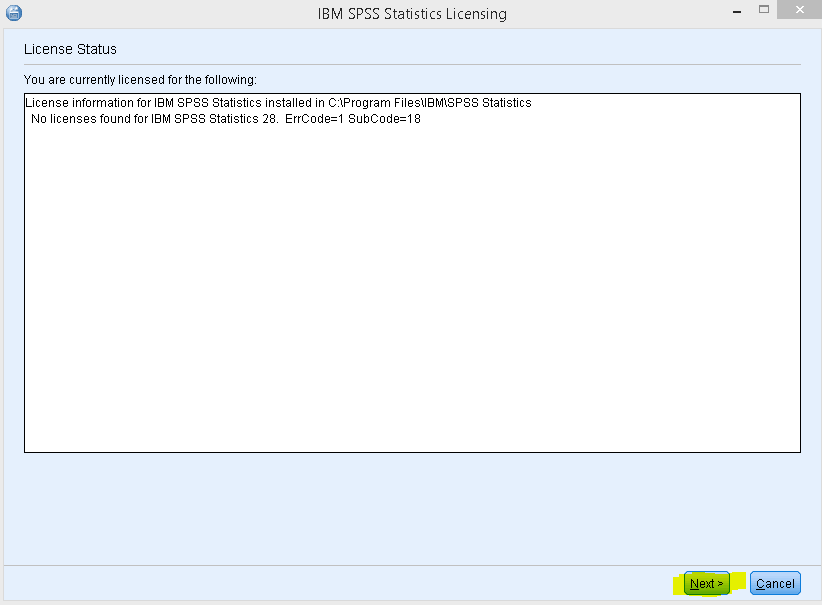 IBM SPSS Statistics Licensing
License Status
You are currently licensed for the following:
License information for IBM SPSS Statistics installed in C:\Program Files\IBM\SPSS Statistics
No licenses found for IBM SPSS Statistics 28.  ErrCode=1 SubCode=18
Next >
Cancel